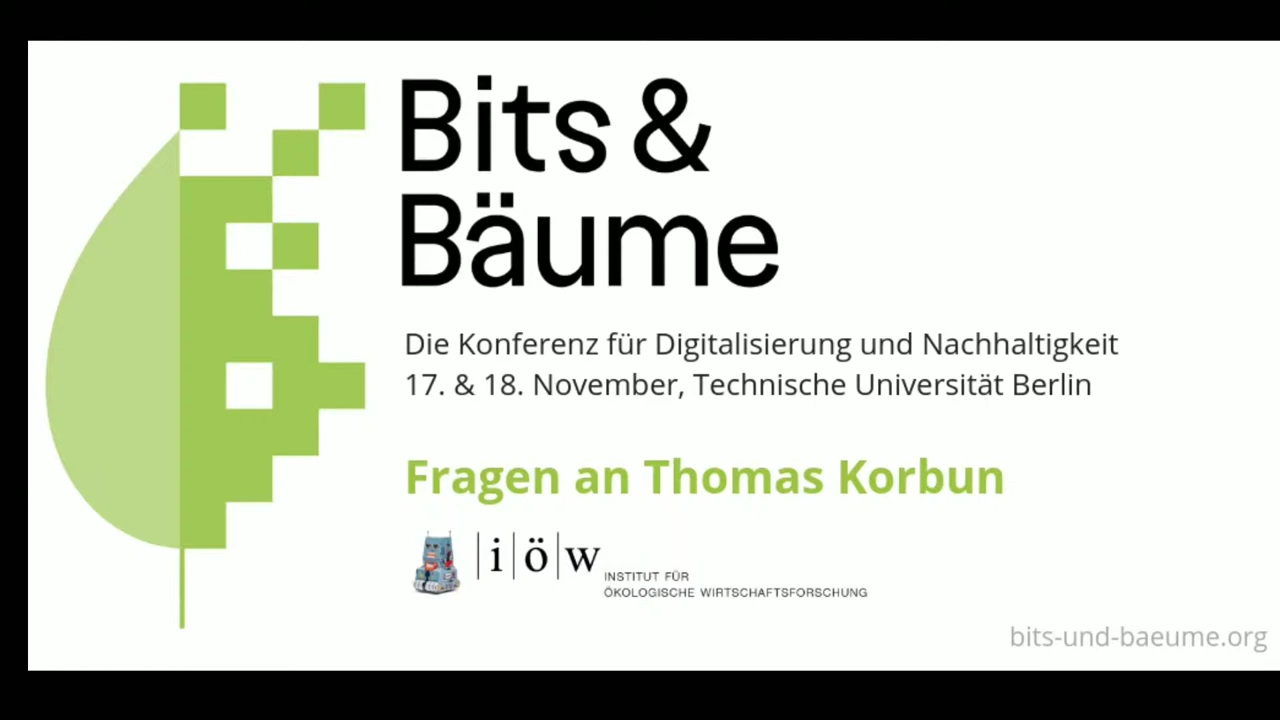 Bits &
Bäume
Die Konferenz für Digitalisierung und Nachhaltigkeit
17. & 18. November, Technische Universität Berlin
Fragen an Thomas Korbun
|i|ö|w
INSTITUT FÜR
ÖKOLOGISCHE WIRTSCHAFTSFORSCHUNG
bits-und-baeume.org